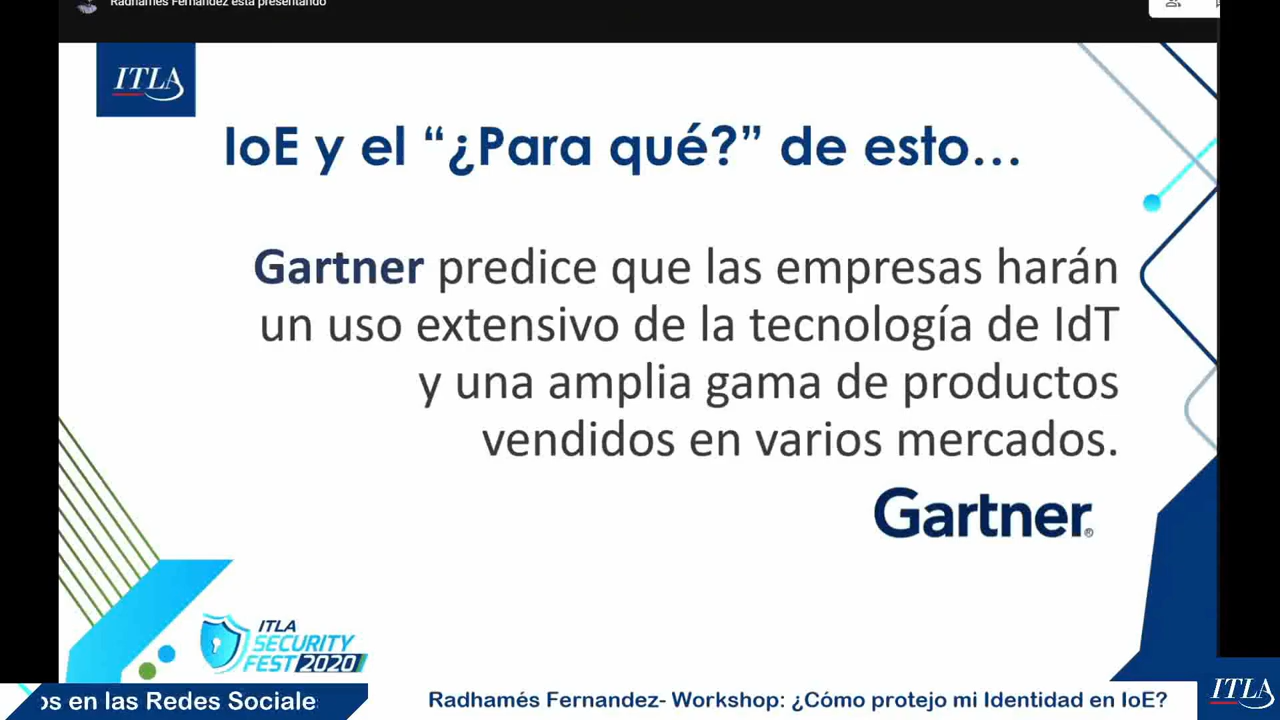 Radhamés Fernandez está presentando
ITLA
IoE y el “¿Para qué?” de esto...
Gartner predice que las empresas harán
un uso extensivo de la tecnología de IdT
y una amplia gama de productos
vendidos en varios mercados.
Gartner®
ITLA
SECURITY
FEST 2020
os en las Redes Sociales
Radhamés Fernandez- Workshop: ¿Cómo protejo mi Identidad en IoE?
ITLA